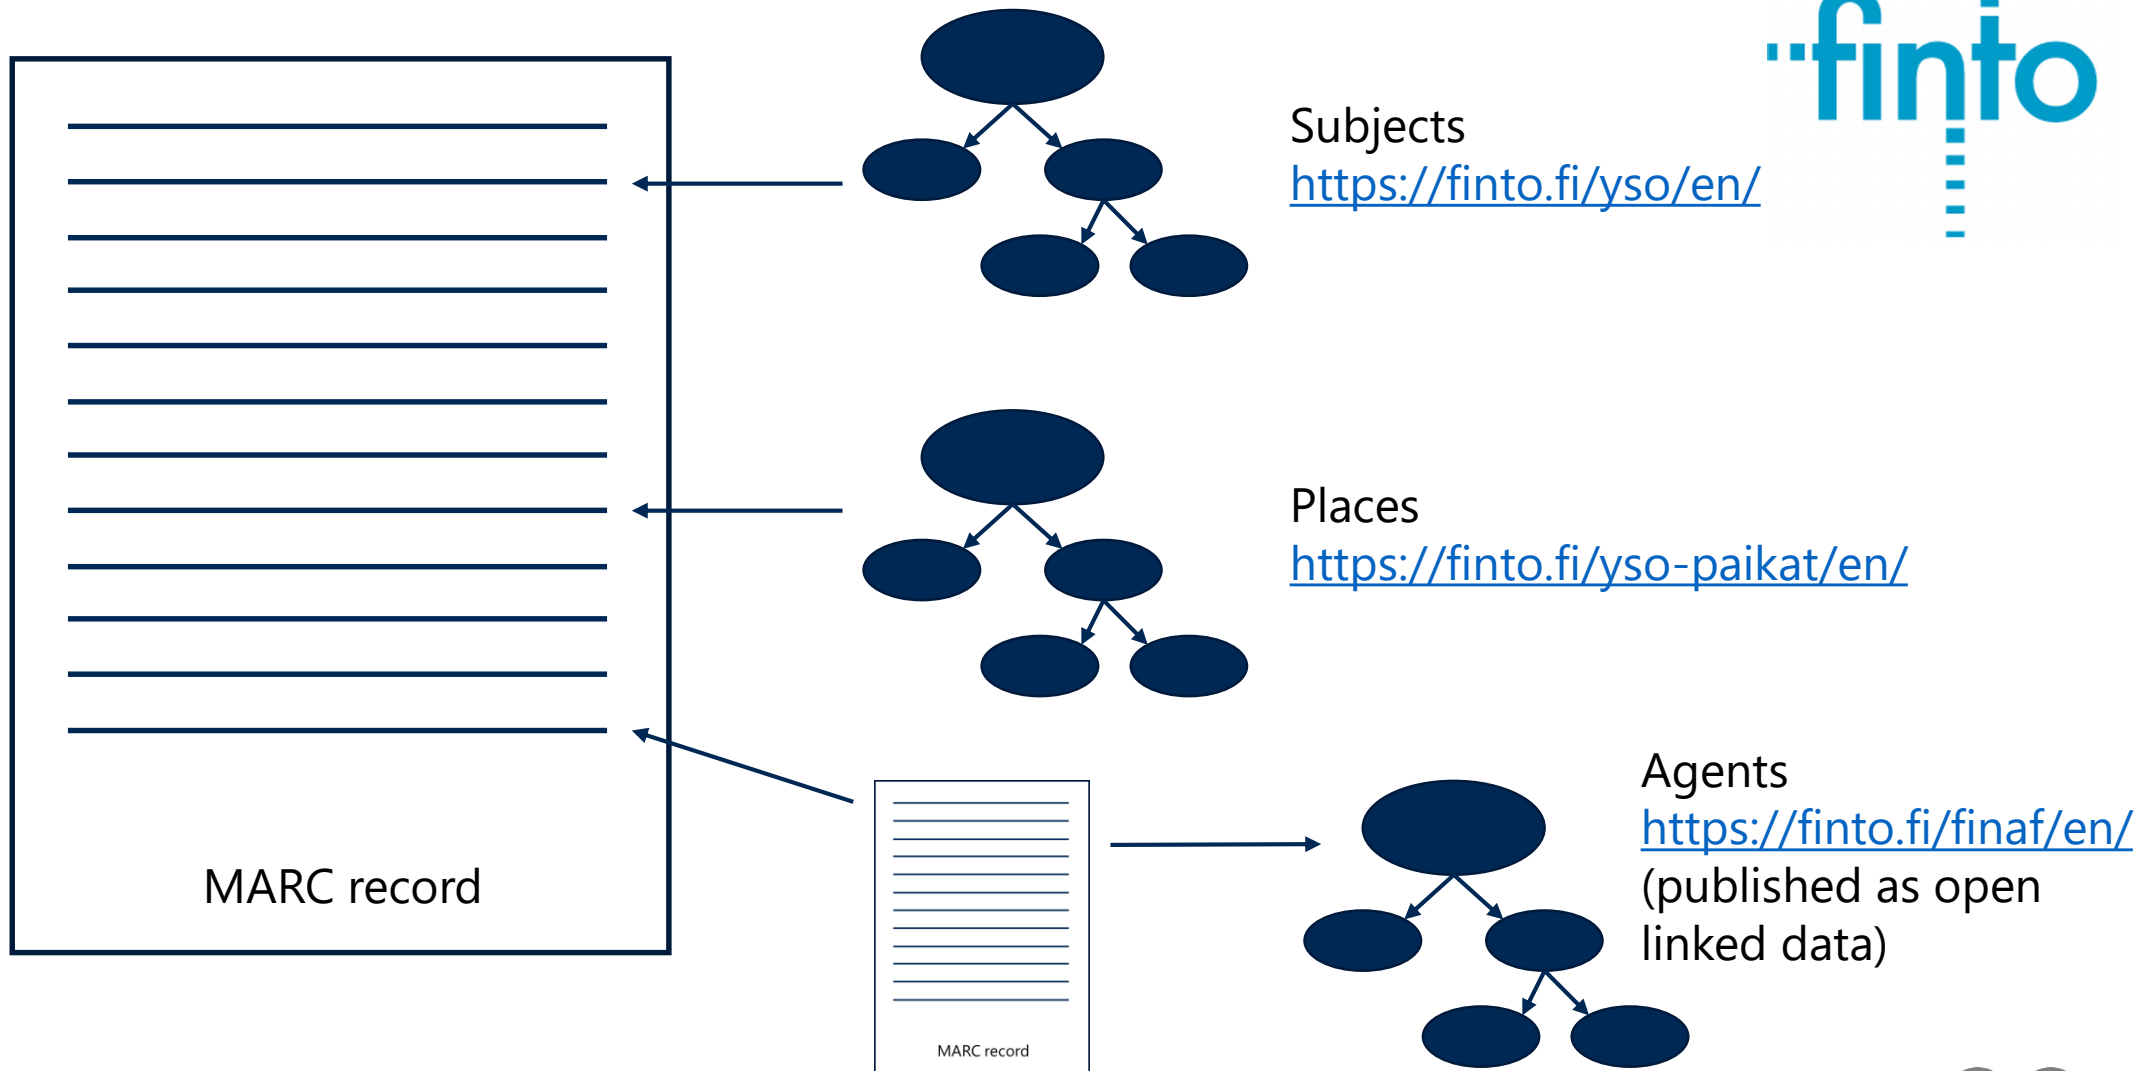 finto
Subjects
https://finto.fi/yso/en/
Places
https://finto.fi/yso-paikat/en/
Agents
https://finto.fi/finaf/en/
(published as open
linked data)
MARC record
MARC record